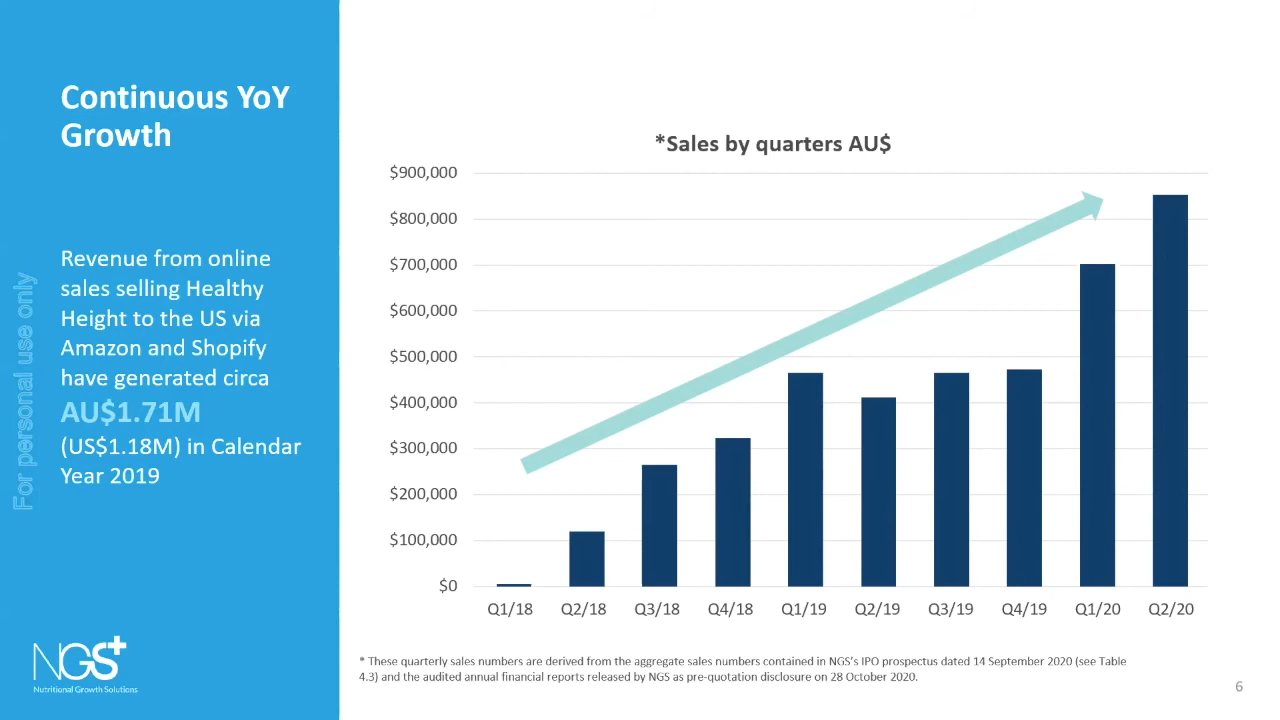 Continuous YoY
Growth
Revenue from online
sales selling Healthy
Height to the US via
Amazon and Shopify
have generated circa
AU$1.71M
(US$1.18M) in Calendar
Year 2019
For personal use only
NGS+
Nutritional Growth Solutions
*Sales by quarters AU$
$900,000
$800,000
$700,000
$600,000
$500,000
$400,000
$300,000
$200,000
$100,000
$0
Q1/18 Q2/18 Q3/18 Q4/18 Q1/19 Q2/19 Q3/19 Q4/19 Q1/20 Q2/20
* These quarterly sales numbers are derived from the aggregate sales numbers contained in NGS's IPO prospectus dated 14 September 2020 (see Table
4.3) and the audited annual financial reports released by NGS as pre-quotation disclosure on 28 October 2020.
6